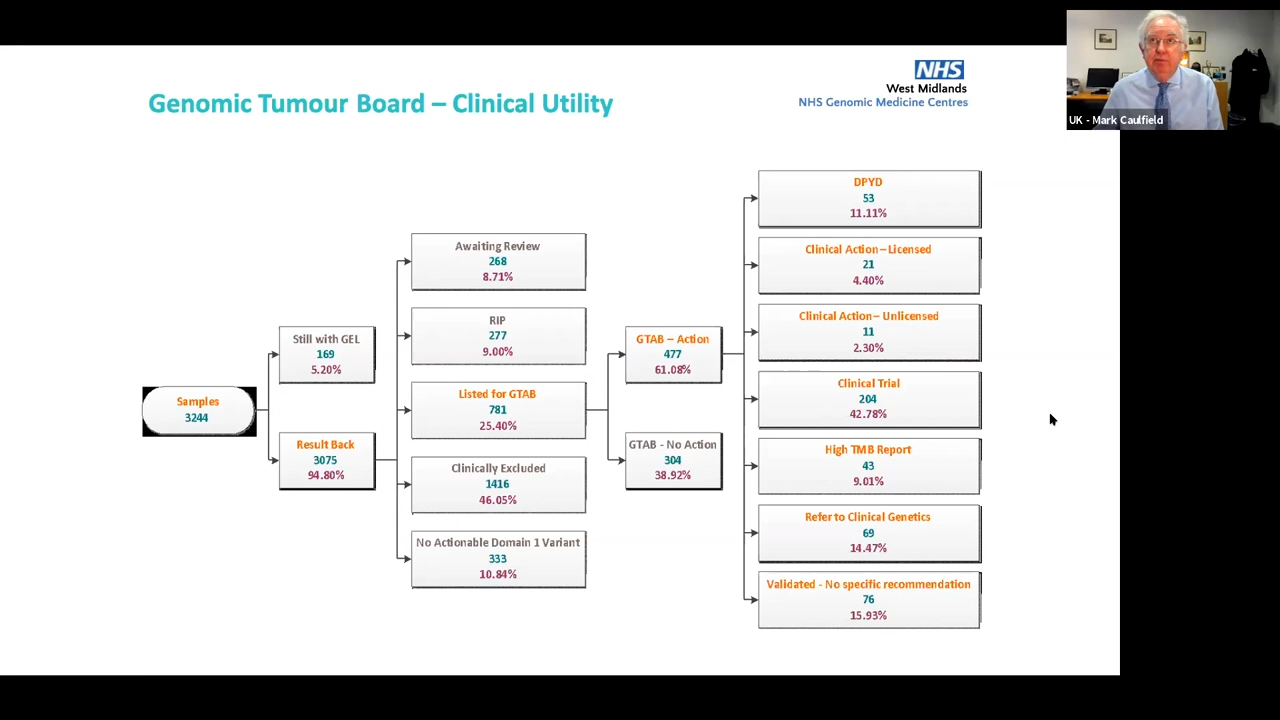 Genomic Tumour Board – Clinical Utility
NHS
West Midlands
NHS Genomic Medicine Centres
UK - Mark Caulfield
Samples
3244
Still with GEL
169
5.20%
Result Back
3075
94.80%
Awaiting Review
268
8.71%
RIP
277
9.00%
Listed for GTAB
781
25.40%
Clinically Excluded
1416
46.05%
No Actionable Domain 1 Variant
333
10.84%
GTAB – Action
477
61.08%
GTAB - No Action
304
38.92%
DPYD
53
11.11%
Clinical Action – Licensed
21
4.40%
Clinical Action – Unlicensed
11
2.30%
Clinical Trial
204
42.78%
High TMB Report
43
9.01%
Refer to Clinical Genetics
69
14.47%
Validated - No specific recommendation
76
15.93%